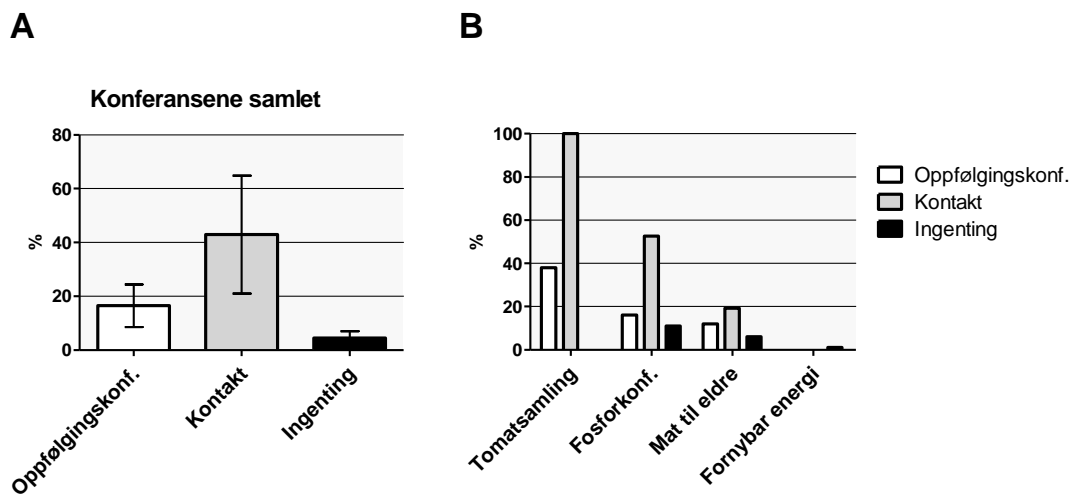 A
B
Konferansene samlet
80
60
40
20
0
%
Oppfølgingskonf.
Kontakt
Ingenting
100
80
60
40
20
0
%
Tomatsamling
Fosforkonf.
Mat til eldre
Fornybar energi
Oppfølgingskonf.
Kontakt
Ingenting